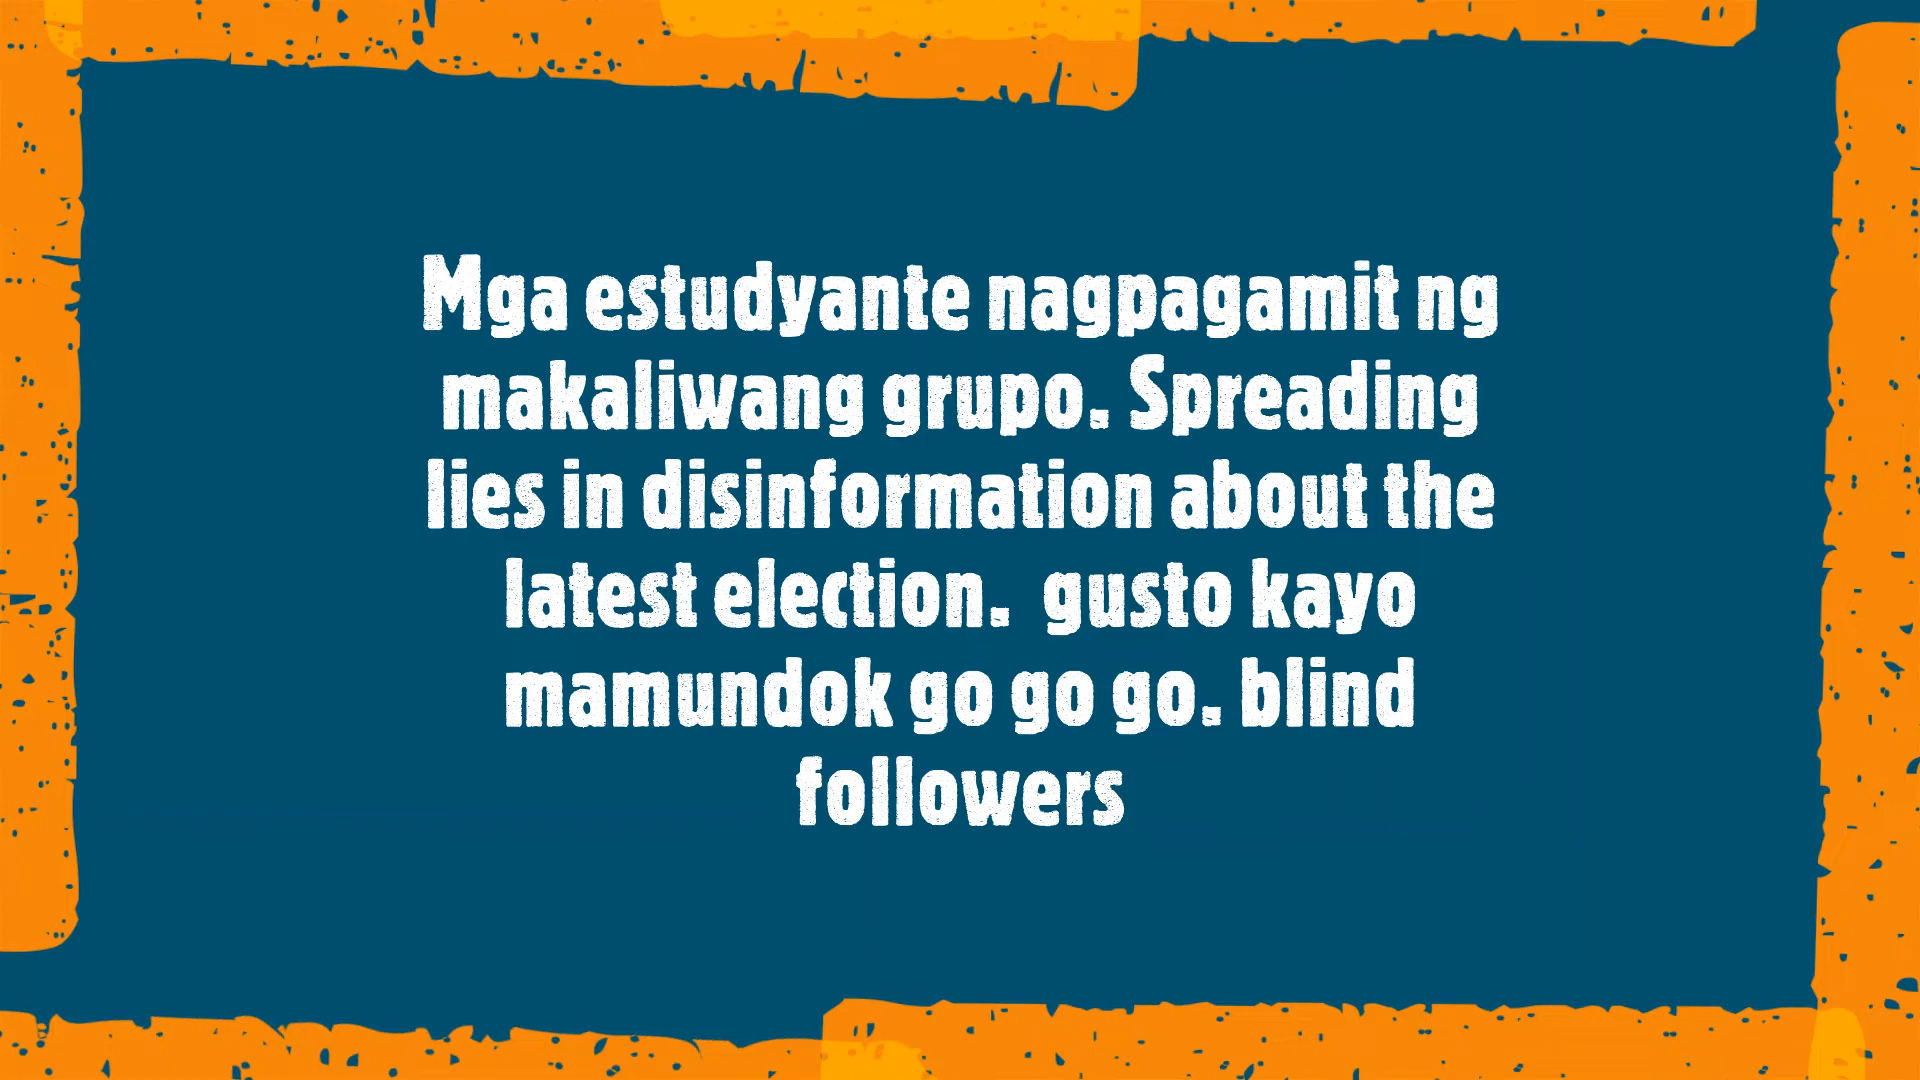 Mga estudyante nagpagamit ng
makaliwang grupo. Spreading
lies in disinformation about the
latest election.  gusto kayo
mamundok go go go. blind
followers